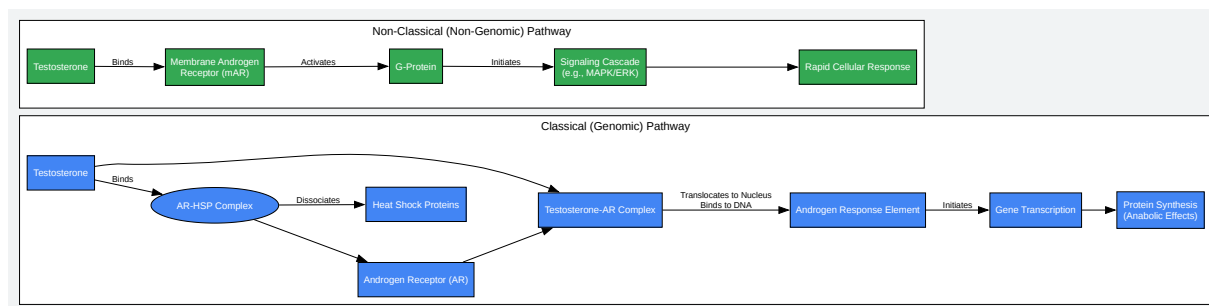 Non-Classical (Non-Genomic) Pathway
Testosterone
Binds
Membrane Androgen
Receptor (mAR)
Activates
G-Protein
Initiates
Signaling Cascade
(e.g., MAPK/ERK)
Rapid Cellular Response
Classical (Genomic) Pathway
Testosterone
Binds
AR-HSP Complex
Dissociates
Heat Shock Proteins
Androgen Receptor (AR)
Testosterone-AR Complex
Translocates to Nucleus
Binds to DNA
Androgen Response Element
Initiates
Gene Transcription
Protein Synthesis
(Anabolic Effects)